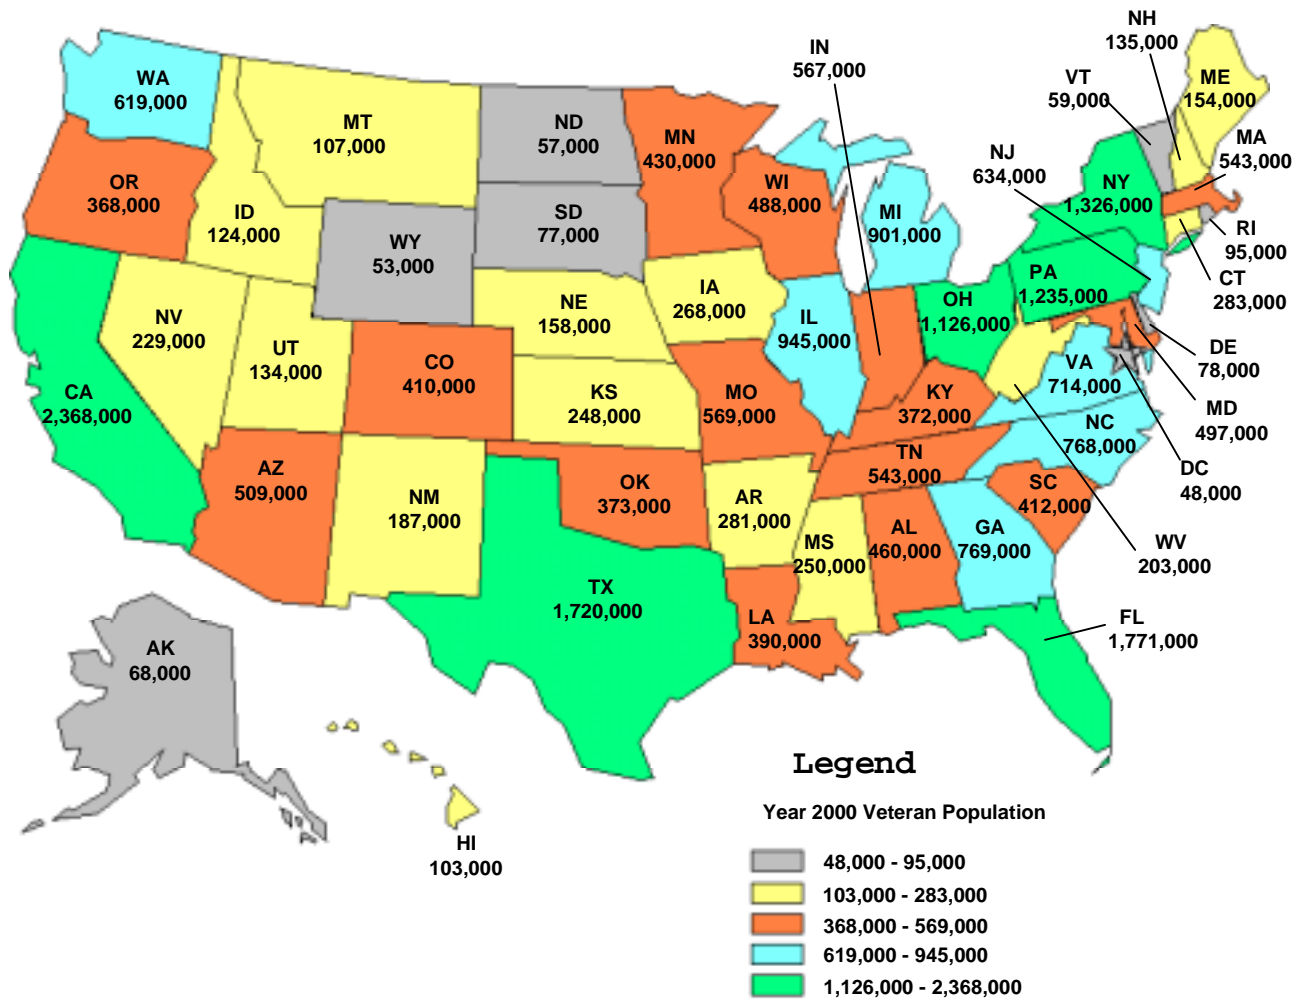 NH
135,000
IN
567,000
VT
59,000
ME
154,000
WA
619,000
MT
107,000
ND
57,000
MN
430,000
MA
543,000
NJ
634,000
OR
368,000
ID
124,000
WI
488,000
NY
1,326,000
MI
901,000
SD
77,000
WY
53,000
RI
95,000
CT
283,000
PA
1,235,000
IA
268,000
NE
158,000
OH
1,126,000
NV
229,000
IL
945,000
UT
134,000
DE
78,000
CO
410,000
VA
714,000
CA
2,368,000
KS
248,000
MO
569,000
KY
372,000
MD
497,000
NC
768,000
TN
543,000
DC
48,000
AZ
509,000
NM
187,000
OK
373,000
AR
281,000
SC
412,000
MS
250,000
AL
460,000
GA
769,000
WV
203,000
TX
1,720,000
LA
390,000
FL
1,771,000
AK
68,000
HI
103,000
Legend
Year 2000 Veteran Population
48,000 - 95,000
103,000 - 283,000
368,000 - 569,000
619,000 - 945,000
1,126,000 - 2,368,000